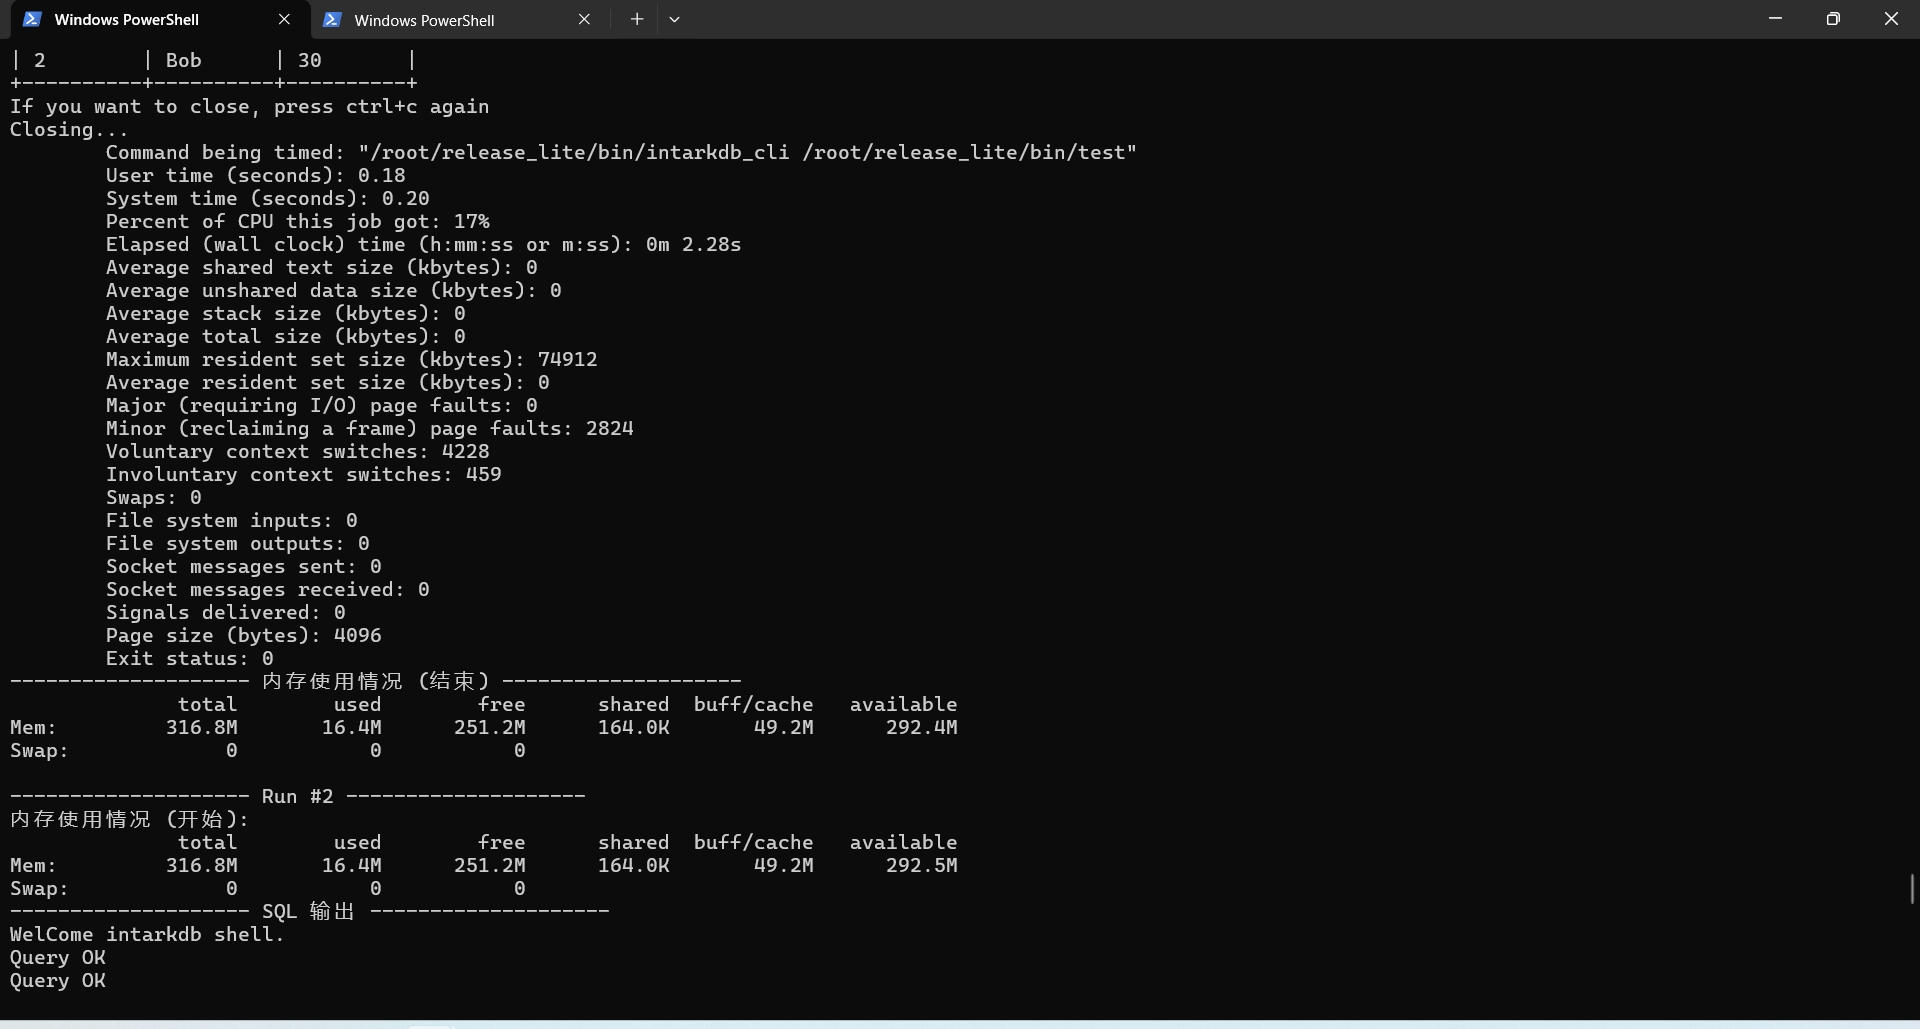 Windows PowerShell
Windows PowerShell
| 2        | Bob      | 30       |
+----------+----------+----------+
If you want to close, press ctrl+c again
Closing...
        Command being timed: "/root/release_lite/bin/intarkdb_cli /root/release_lite/bin/test"
        User time (seconds): 0.18
        System time (seconds): 0.20
        Percent of CPU this job got: 17%
        Elapsed (wall clock) time (h:mm:ss or m:ss): 0m 2.28s
        Average shared text size (kbytes): 0
        Average unshared data size (kbytes): 0
        Average stack size (kbytes): 0
        Average total size (kbytes): 0
        Maximum resident set size (kbytes): 74912
        Average resident set size (kbytes): 0
        Major (requiring I/O) page faults: 0
        Minor (reclaiming a frame) page faults: 2824
        Voluntary context switches: 4228
        Involuntary context switches: 459
        Swaps: 0
        File system inputs: 0
        File system outputs: 0
        Socket messages sent: 0
        Socket messages received: 0
        Signals delivered: 0
        Page size (bytes): 4096
        Exit status: 0
-------------------- 内存使用情况 (结束) --------------------
              total        used        free      shared  buff/cache   available
Mem:         316.8M       16.4M      251.2M      164.0K       49.2M      292.4M
Swap:             0           0           0
-------------------- Run #2 --------------------
内存使用情况 (开始):
              total        used        free      shared  buff/cache   available
Mem:         316.8M       16.4M      251.2M      164.0K       49.2M      292.5M
Swap:             0           0           0
-------------------- SQL 输出 --------------------
WelCome intarkdb shell.
Query OK
Query OK